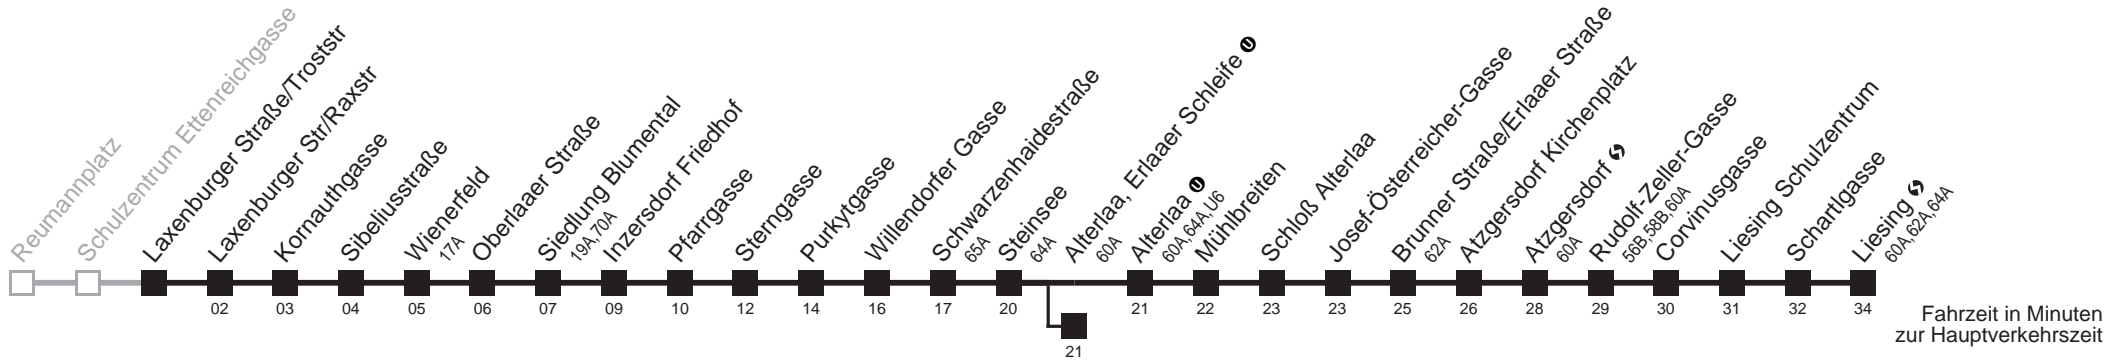 Reumannplatz
Schulzentrum Ettenreichgasse
Laxenburger Straße/Troststr
Laxenburger Str/Raxstr
02
Kornauthgasse
03
Sibeliusstraße
04
Wienerfeld
17A
05
Oberlaaer Straße
06
Siedlung Blumental
19A,70A
07
Inzersdorf Friedhof
09
Pfarrgasse
10
Sterngasse
12
Purkytgasse
14
Willendorfer Gasse
16
Schwarzenhaidestraße
65A
17
Steinsee
64A
20
Alterlaa, Erlaaer Schleife U
60A
21
Alterlaa U
60A,64A,U6
21
Mühlbreiten
22
Schloß Alterlaa
23
Josef-Österreicher-Gasse
23
Brunner Straße/Erlaaer Straße
62A
25
Atzgersdorf Kirchenplatz
26
Atzgersdorf
60A
28
Rudolf-Zeller-Gasse
56B,58B,60A
29
Corvinusgasse
30
Liesing Schulzentrum
31
Schartlgasse
32
Liesing
60A,62A,64A
34
Fahrzeit in Minuten
zur Hauptverkehrszeit